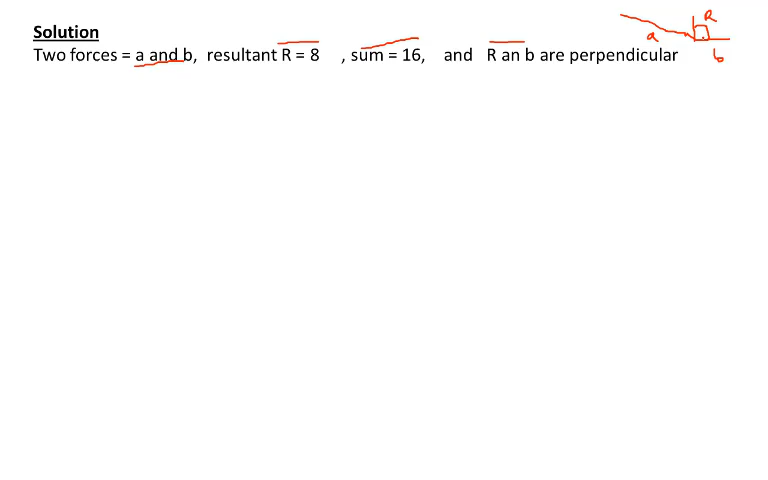 Solution
Two forces = a and b, resultant R = 8 , sum = 16, and R an b are perpendicular
R
a
b